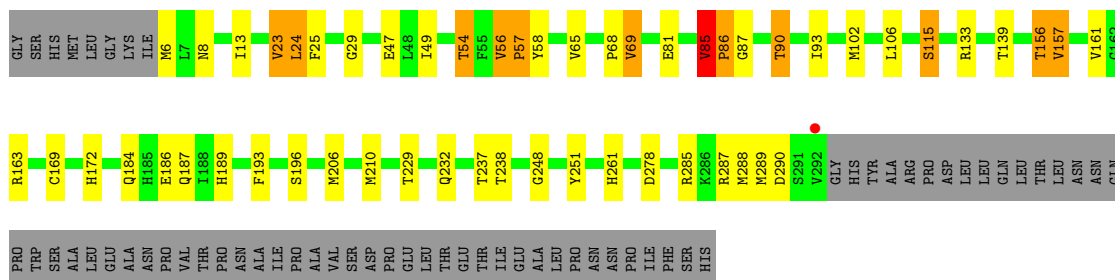 GLY SER HIS MET LEU GLY LYS ILE M6 L7 N8 I13 V23 L24 F25 G29 E47 L48 I49 T54 F55 V56 P57 Y58 V65 P68 V69 E81 V85 P86 G87 T90 I93 M102 L106 S115 R133 T139 T156 V157 V161
R163 C169 H172 Q184 H185 E186 Q187 I188 H189 F193 S196 M206 M210 T229 Q232 T237 T238 G248 Y251 H261 D278 R285 K286 R287 M288 M289 D290 S291 V292 GLY HIS TYR ALA ARG PRO ASP LEU LEU GLN LEU THR LEU ASN ASN GLN
PRO TRP SER ALA LEU GLU ALA ASN PRO VAL THR PRO ASN ALA ILE PRO ALA VAL SER ASP PRO GLU LEU THR GLU THR ILE GLU ALA LEU PRO ASN ASN PRO ILE PHE SER HIS